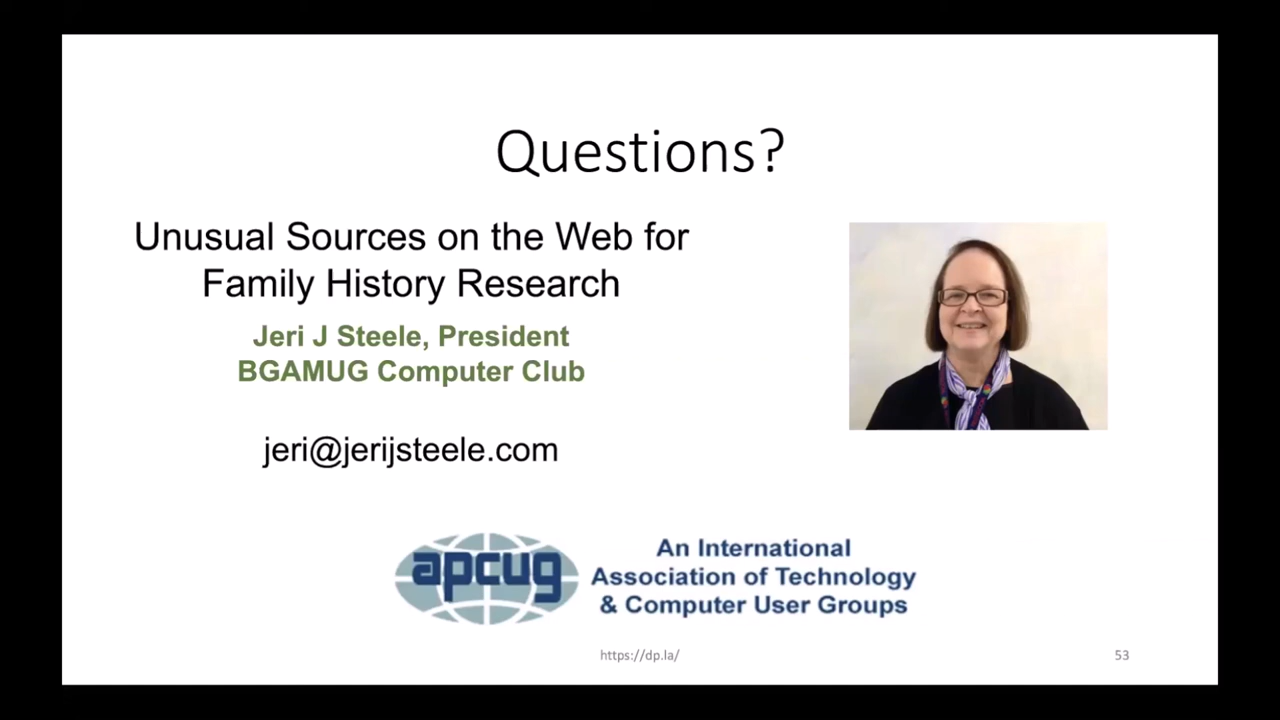 Questions?
Unusual Sources on the Web for
Family History Research
Jeri J Steele, President
BGAMUG Computer Club
jeri@jerijsteele.com
apcug
An International
Association of Technology
& Computer User Groups
https://dp.la/
53